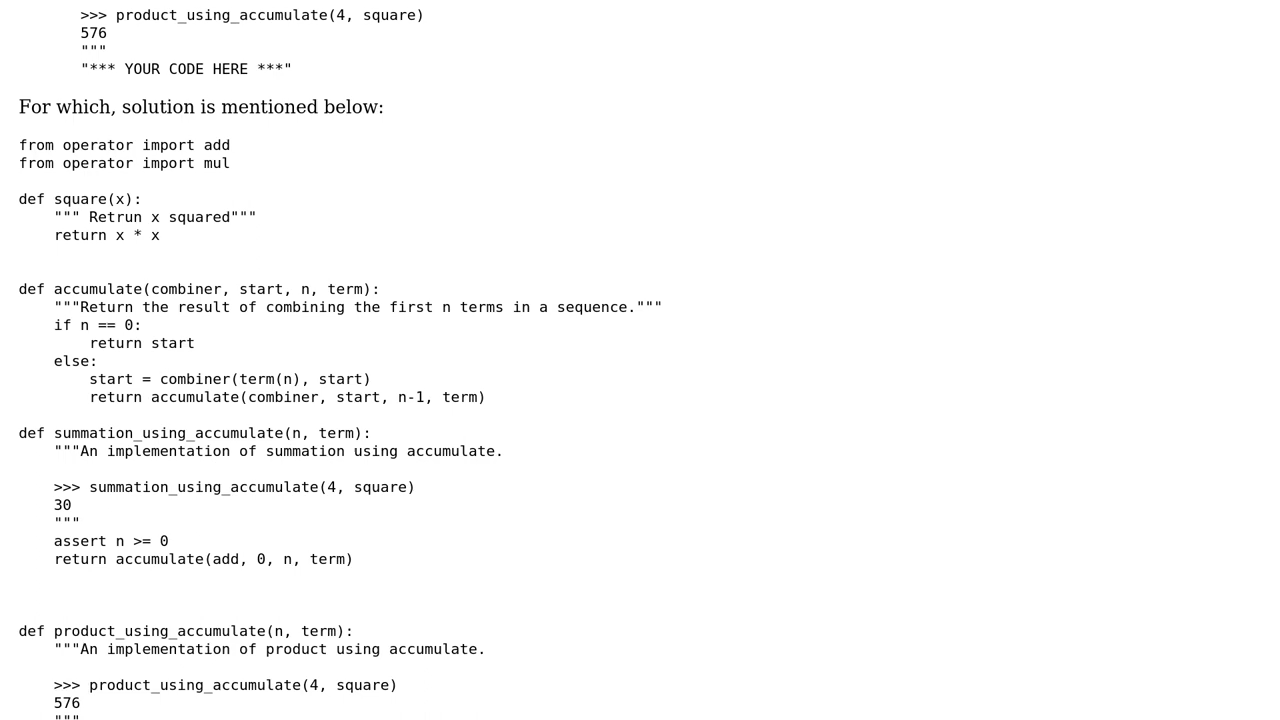 >>> product_using_accumulate(4, square)
576
"""
"*** YOUR CODE HERE ***"
For which, solution is mentioned below:
from operator import add
from operator import mul
def square(x):
""" Retrun x squared"""
return x * x
def accumulate(combiner, start, n, term):
"""Return the result of combining the first n terms in a sequence."""
if n == 0:
return start
else:
start = combiner(term(n), start)
return accumulate(combiner, start, n-1, term)
def summation_using_accumulate(n, term):
"""An implementation of summation using accumulate.
>>> summation_using_accumulate(4, square)
30
"""
assert n >= 0
return accumulate(add, 0, n, term)
def product_using_accumulate(n, term):
"""An implementation of product using accumulate.
>>> product_using_accumulate(4, square)
576
"""